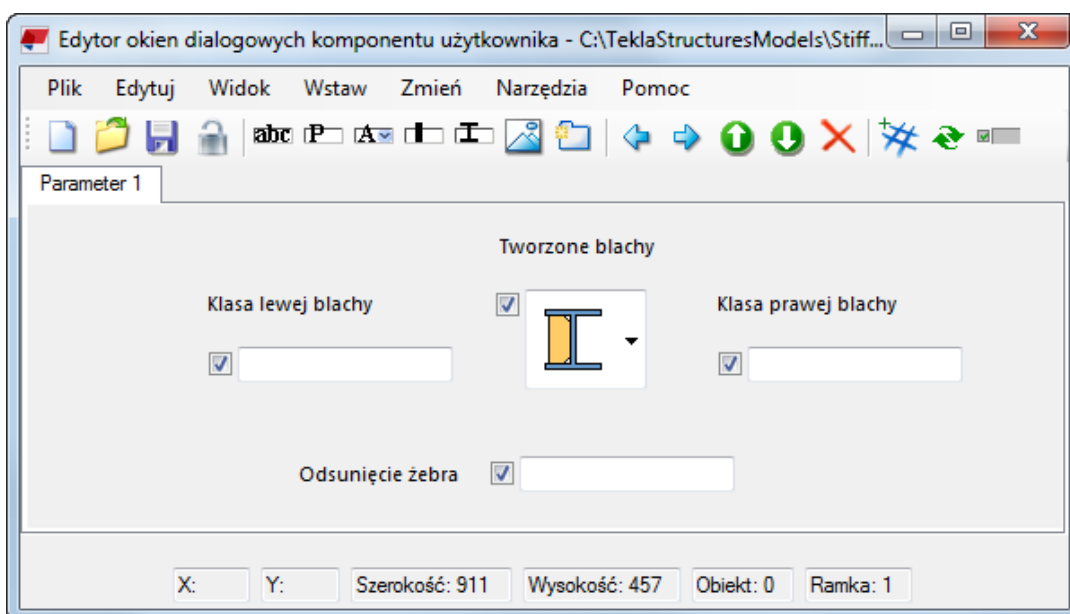 Edytor okien dialogowych komponentu użytkownika - C:\TeklaStructuresModels\Stiff...
Plik Edytuj Widok Wstaw Zmień Narzędzia Pomoc
abc P A
Parameter 1
Tworzone blachy
Klasa lewej blachy
Klasa prawej blachy
Odsunięcie żebra
X: Y: Szerokość: 911 Wysokość: 457 Obiekt: 0 Ramka: 1